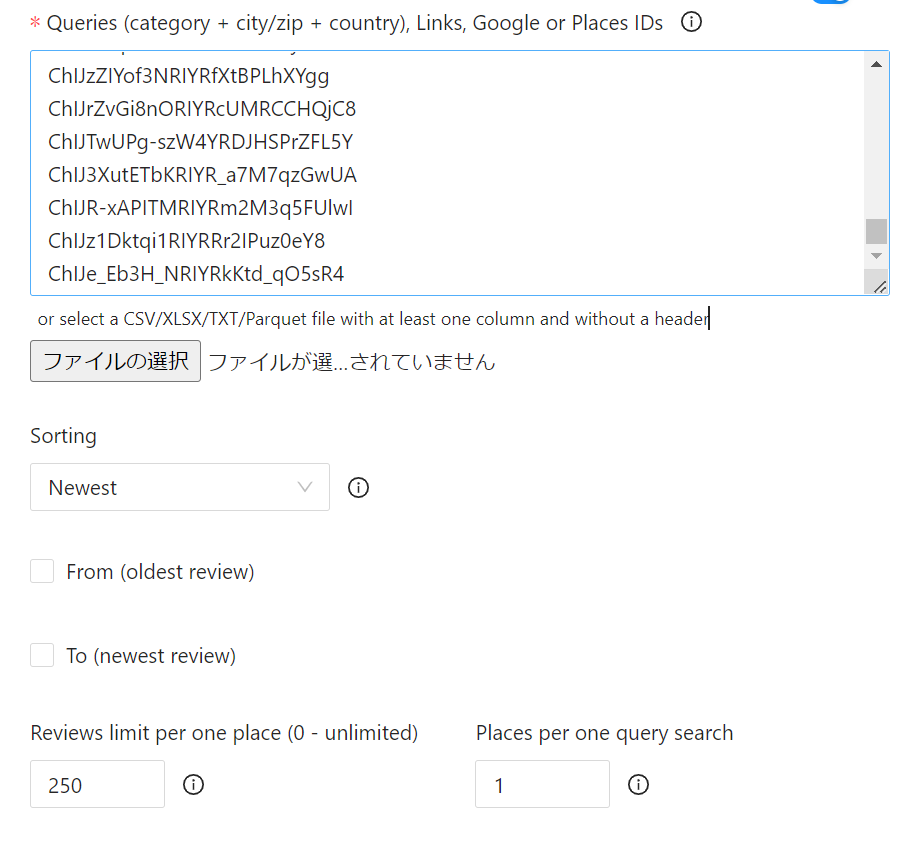 * Queries (category + city/zip + country), Links, Google or Places IDs
ChIJzZIYof3NRIYRfXtBPLhXYgg
ChIJrZvGi8nORIYRcUMRCCHQjC8
ChIJTwUPg-szW4YRDJHSPrZFL5Y
ChIJ3XutETbKRIYR_a7M7qzGwUA
ChIJR-xAPITMRIYRm2M3q5FUlwI
ChIJz1Dktqi1RIYRRr2IPuz0eY8
ChIJe_Eb3H_NRIYRkKtd_qO5sR4
or select a CSV/XLSX/TXT/Parquet file with at least one column and without a header
ファイルの選択 ファイルが選...されていません
Sorting
Newest
From (oldest review)
To (newest review)
Reviews limit per one place (0 - unlimited) Places per one query search
250 1